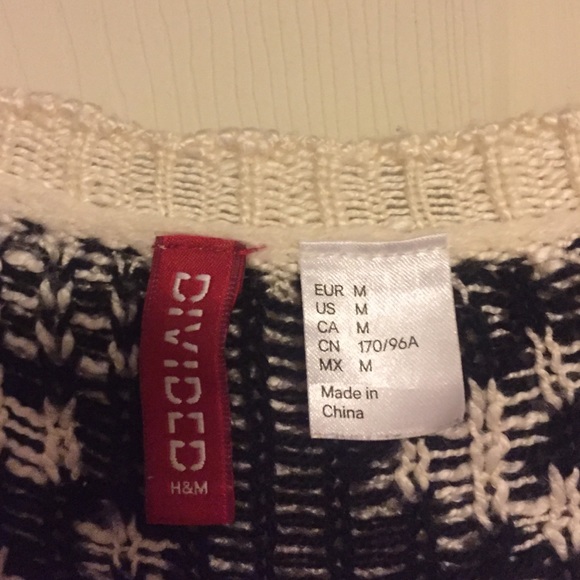 DIVIDED
H&M
EUR M
US M
CA M
CN 170/96A
MX M
Made in
China